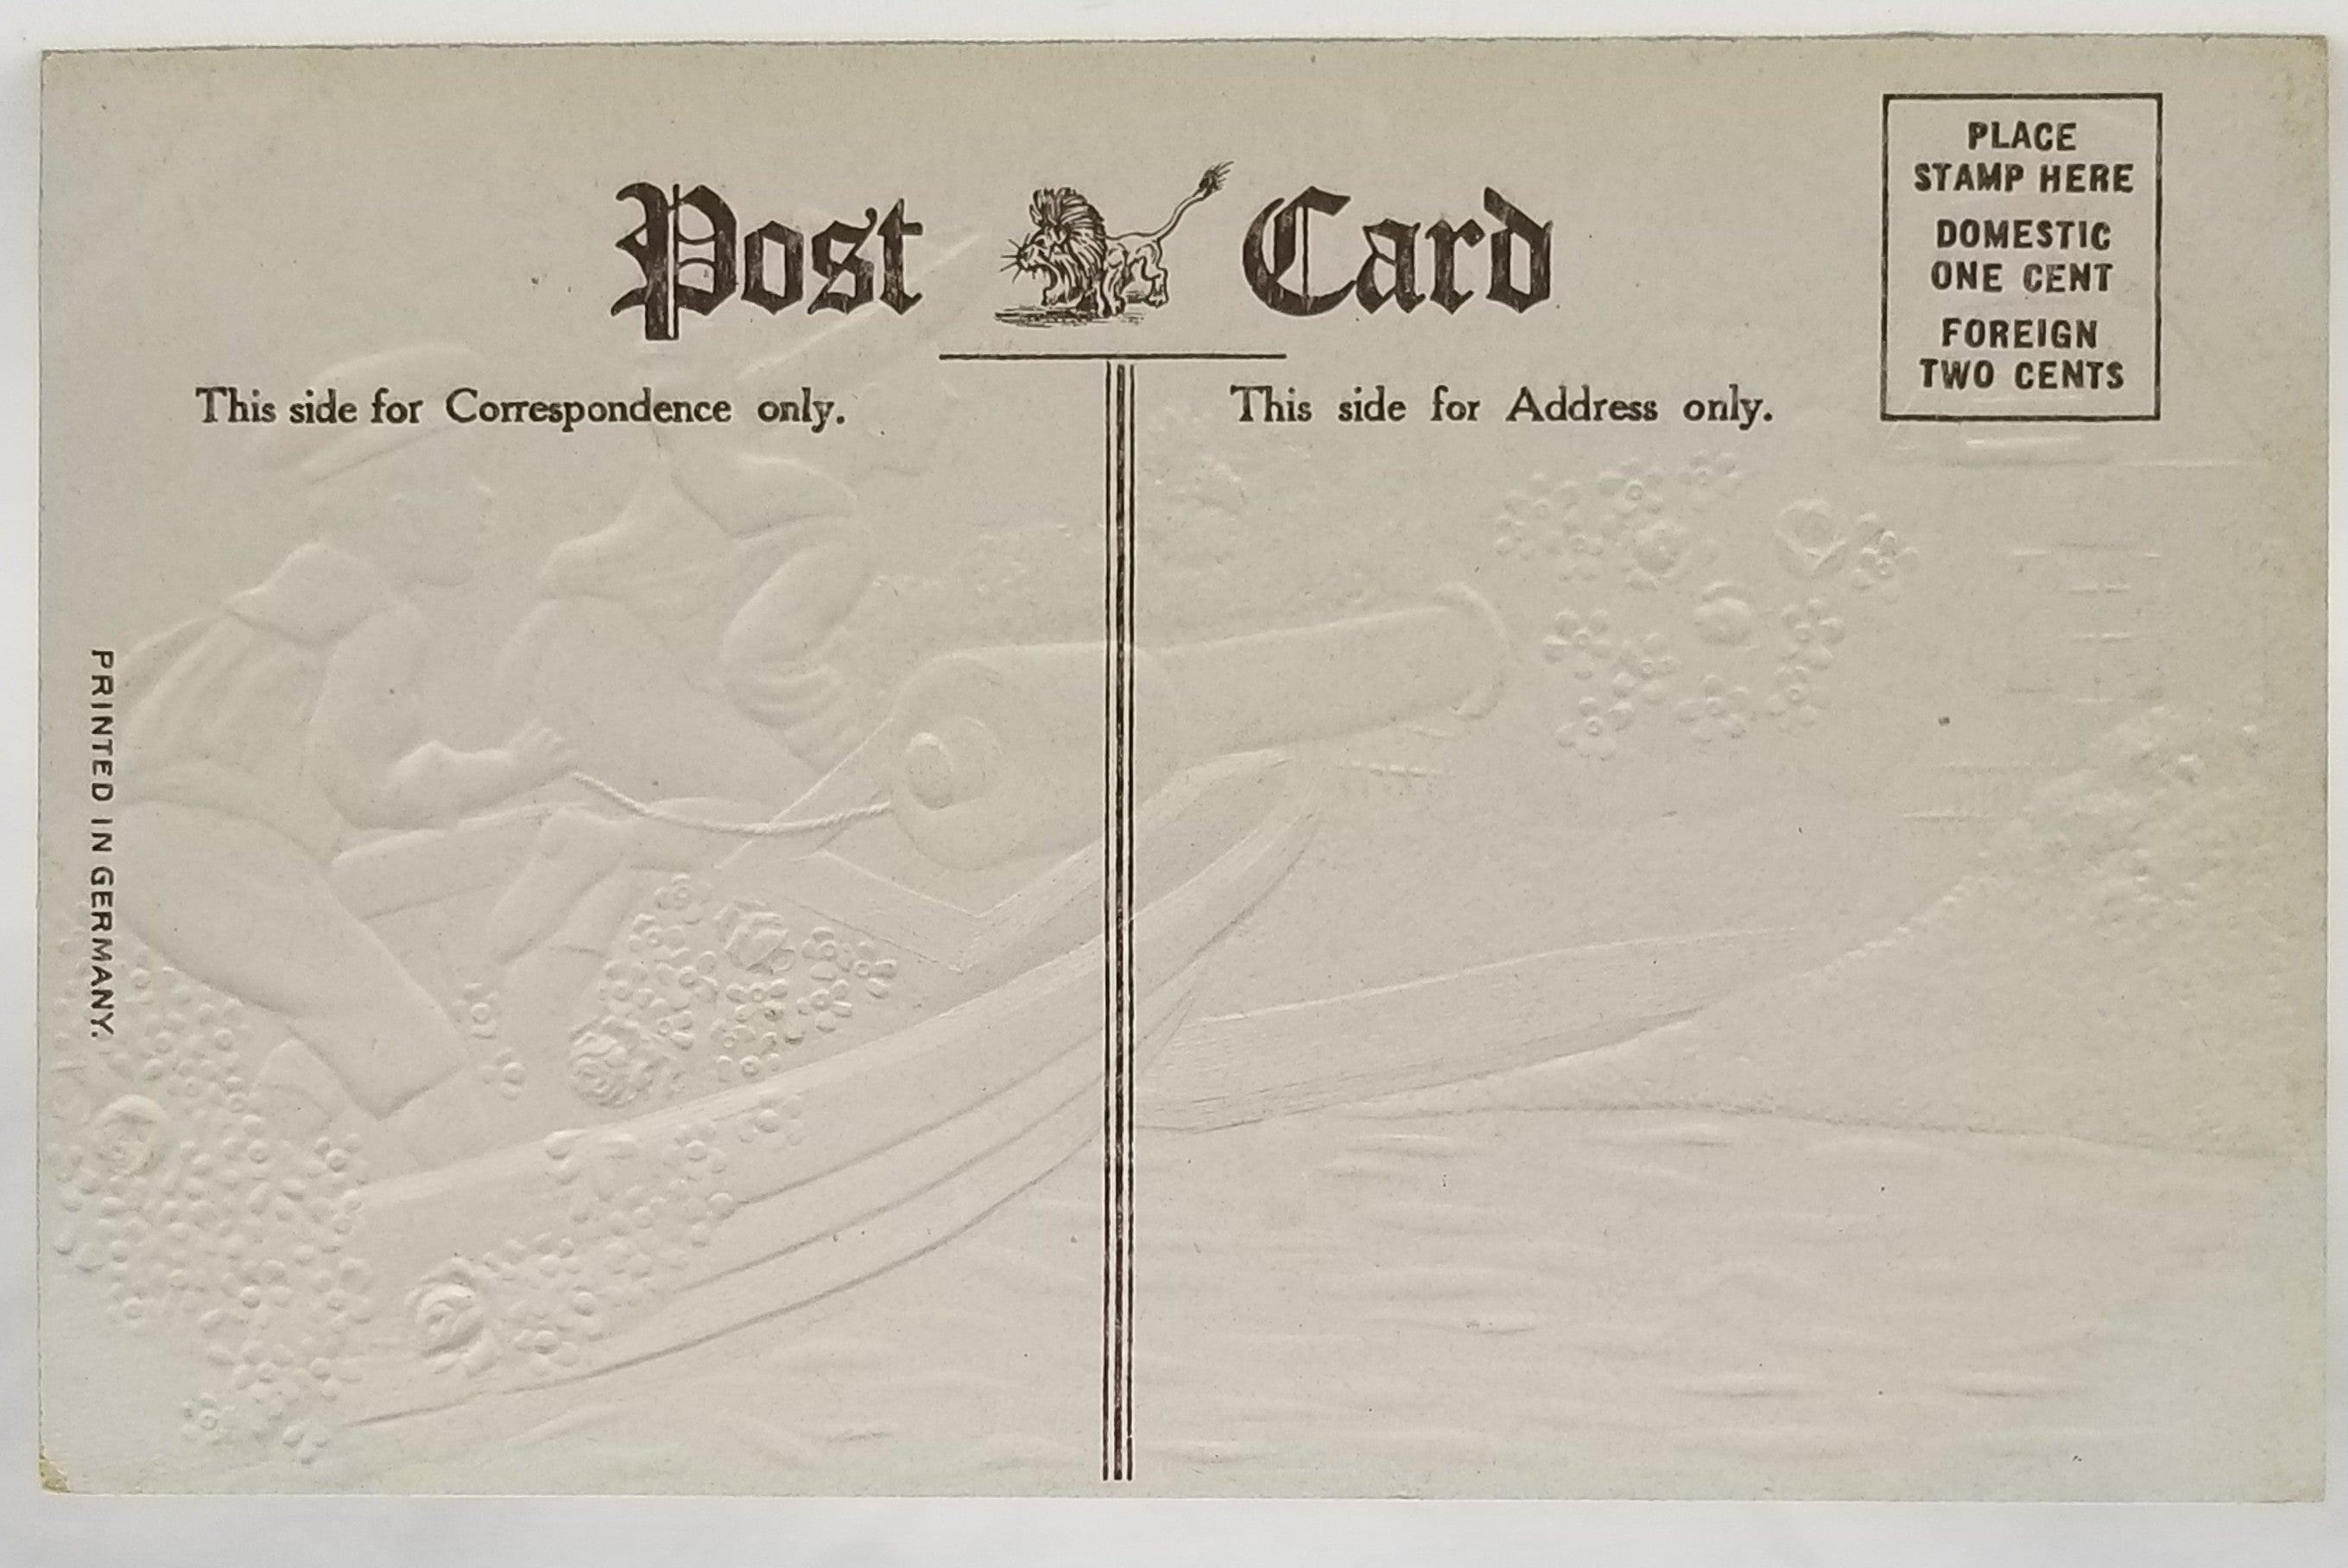 Post Card
PLACE
STAMP HERE
DOMESTIC
ONE CENT
FOREIGN
TWO CENTS
This side for Correspondence only.
This side for Address only.
PRINTED IN GERMANY.